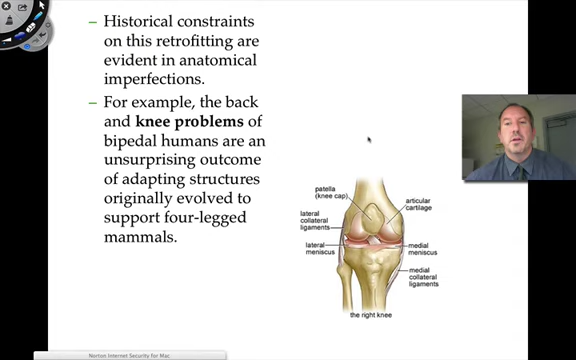 – Historical constraints
on this retrofitting are
evident in anatomical
imperfections.
– For example, the back
and knee problems of
bipedal humans are an
unsurprising outcome
of adapting structures
originally evolved to
support four-legged
mammals.
patella
(knee cap)
articular
cartilage
lateral
collateral
ligaments
lateral
meniscus
medial
meniscus
medial
collateral
ligaments
the right knee
Norton Internet Security for Mac